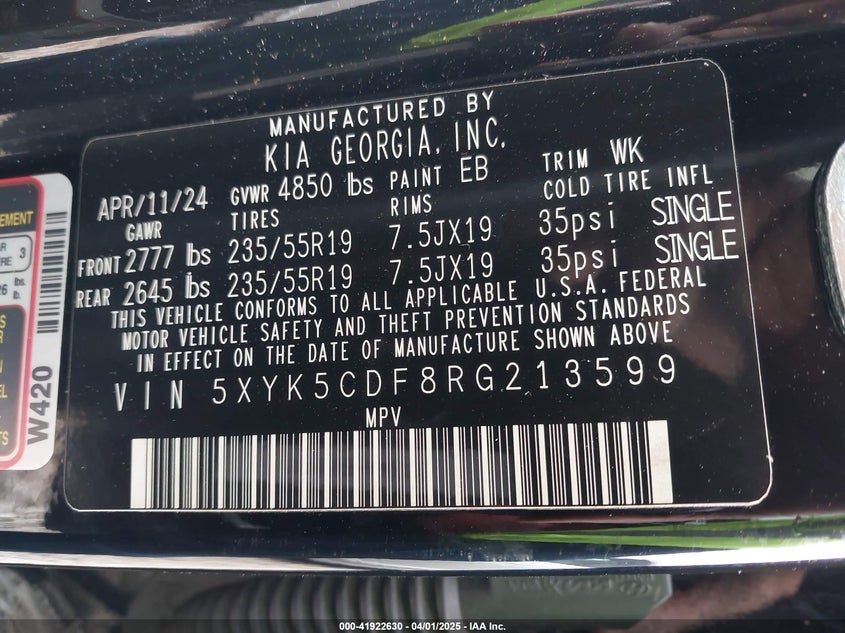 MANUFACTURED BY
KIA GEORGIA, INC.
APR/11/24 GVWR 4850 lbs PAINT EB TRIM WK
GAWR TIRES RIMS COLD TIRE INFL
FRONT 2777 lbs 235/55R19 7.5JX19 35psi SINGLE
REAR 2645 lbs 235/55R19 7.5JX19 35psi SINGLE
THIS VEHICLE CONFORMS TO ALL APPLICABLE U.S.A. FEDERAL
MOTOR VEHICLE SAFETY AND THEFT PREVENTION STANDARDS
IN EFFECT ON THE DATE OF MANUFACTURE SHOWN ABOVE
VIN 5XYK5CDF8RG213599
MPV
3
lbs.
lb.
W420
000-41922630 - 04/01/2025 - IAA Inc.